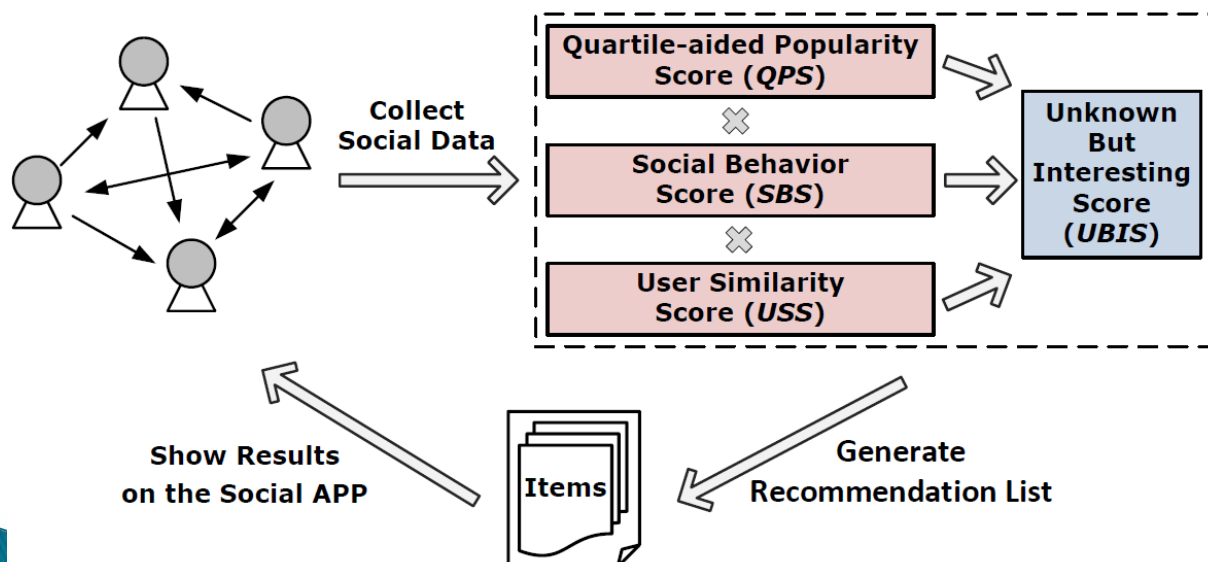 Collect
Social Data
Quartile-aided Popularity
Score (QPS)
Social Behavior
Score (SBS)
User Similarity
Score (USS)
Unknown
But
Interesting
Score
(UBIS)
Generate
Recommendation List
Items
Show Results
on the Social APP